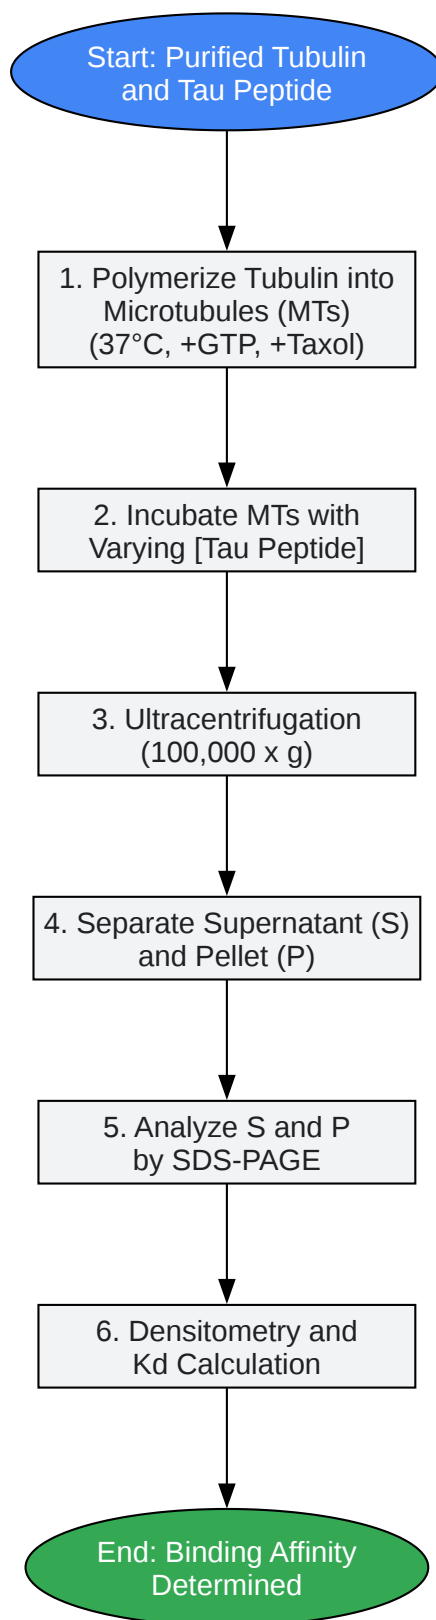 Start: Purified Tubulin
and Tau Peptide
1. Polymerize Tubulin into
Microtubules (MTs)
(37°C, +GTP, +Taxol)
2. Incubate MTs with
Varying [Tau Peptide]
3. Ultracentrifugation
(100,000 x g)
4. Separate Supernatant (S)
and Pellet (P)
5. Analyze S and P
by SDS-PAGE
6. Densitometry and
Kd Calculation
End: Binding Affinity
Determined